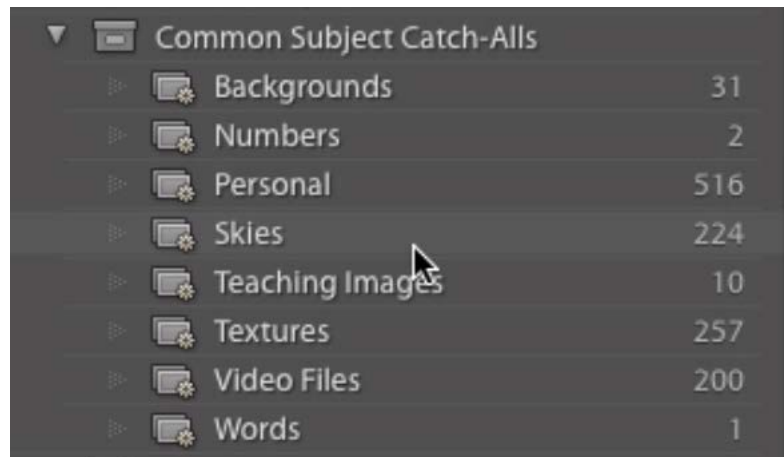 Common Subject Catch-Alls
Backgrounds 31
Numbers 2
Personal 516
Skies 224
Teaching Images 10
Textures 257
Video Files 200
Words 1